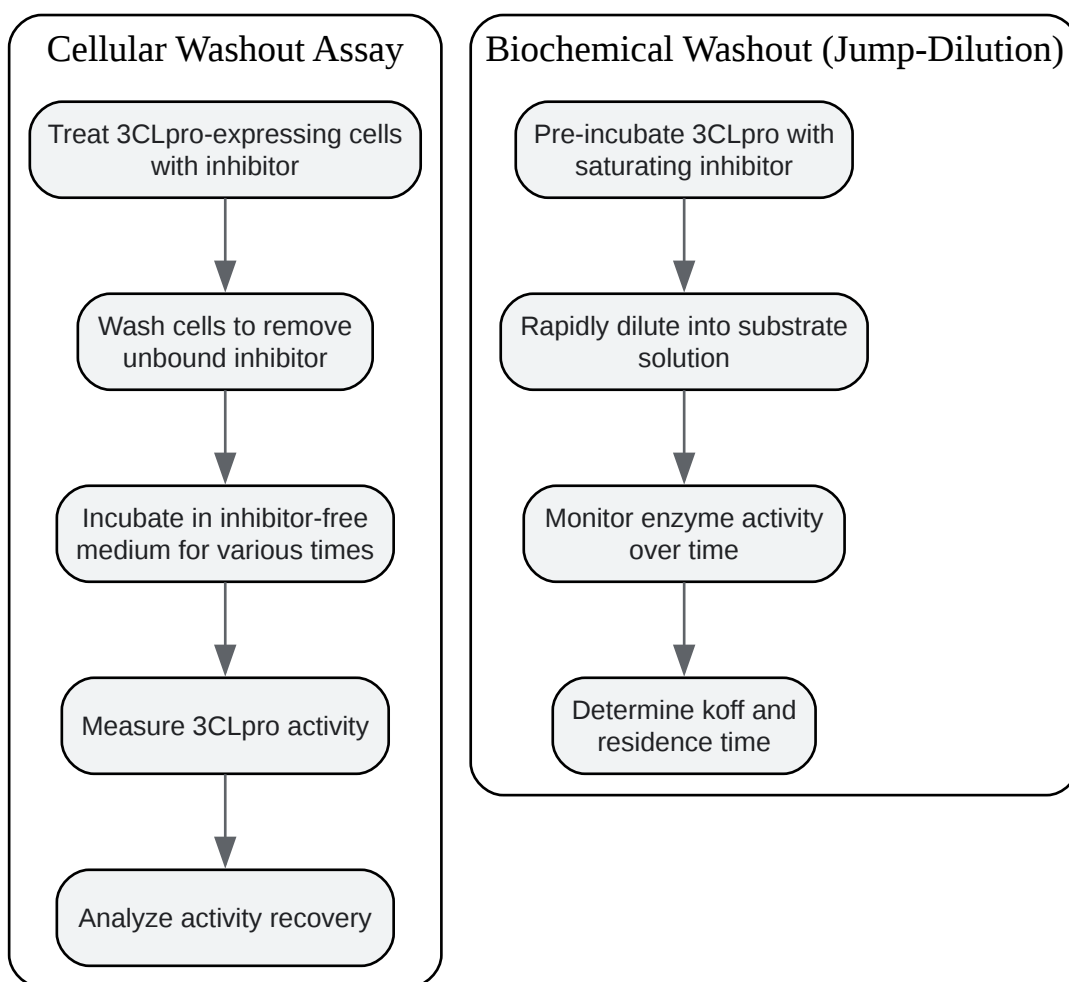 Cellular Washout Assay
Treat 3CLpro-expressing cells
with inhibitor
Wash cells to remove
unbound inhibitor
Incubate in inhibitor-free
medium for various times
Measure 3CLpro activity
Analyze activity recovery
Biochemical Washout (Jump-Dilution)
Pre-incubate 3CLpro with
saturating inhibitor
Rapidly dilute into substrate
solution
Monitor enzyme activity
over time
Determine koff and
residence time